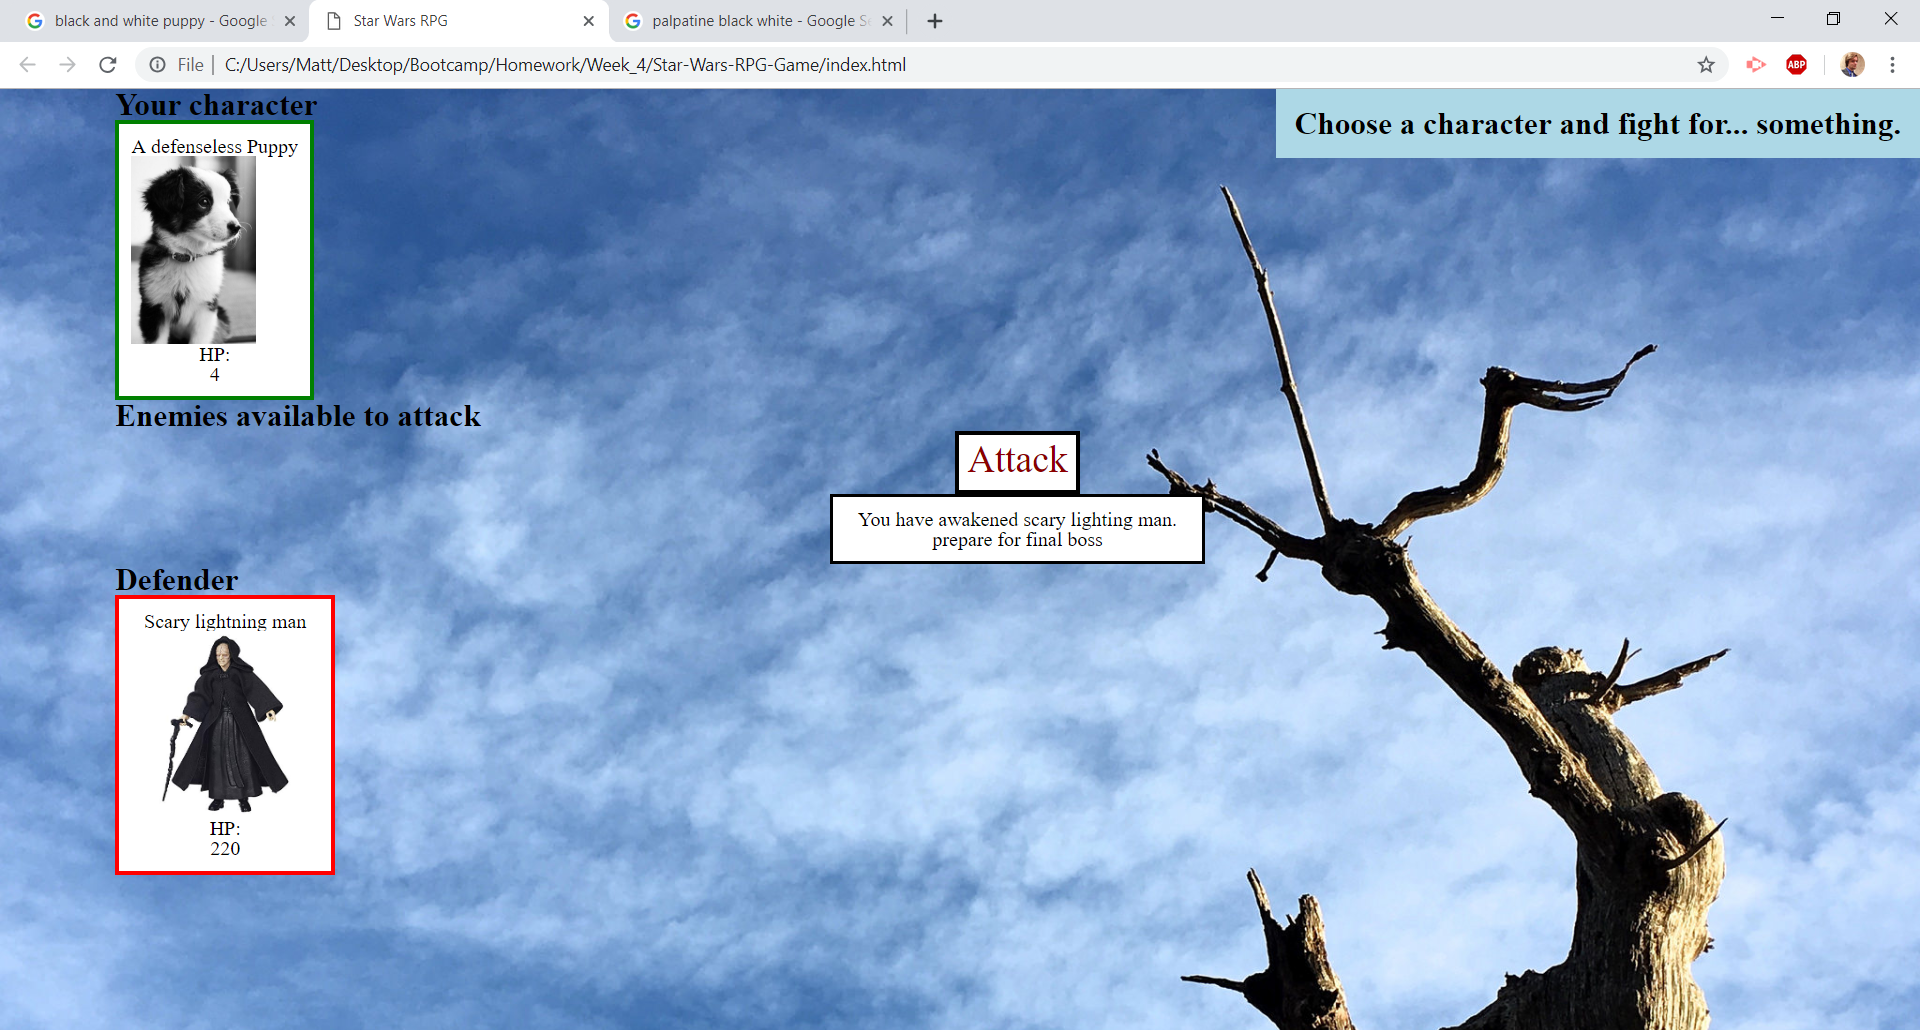 black and white puppy - Google
Star Wars RPG
palpatine black white - Google Se
File
C:/Users/Matt/Desktop/Bootcamp/Homework/Week_4/Star-Wars-RPG-Game/index.html
ABP
Your character
Choose a character and fight for... something.
A defenseless Puppy
HP:
4
Enemies available to attack
Attack
You have awakened scary lighting man.
prepare for final boss
Defender
Scary lightning man
HP:
220